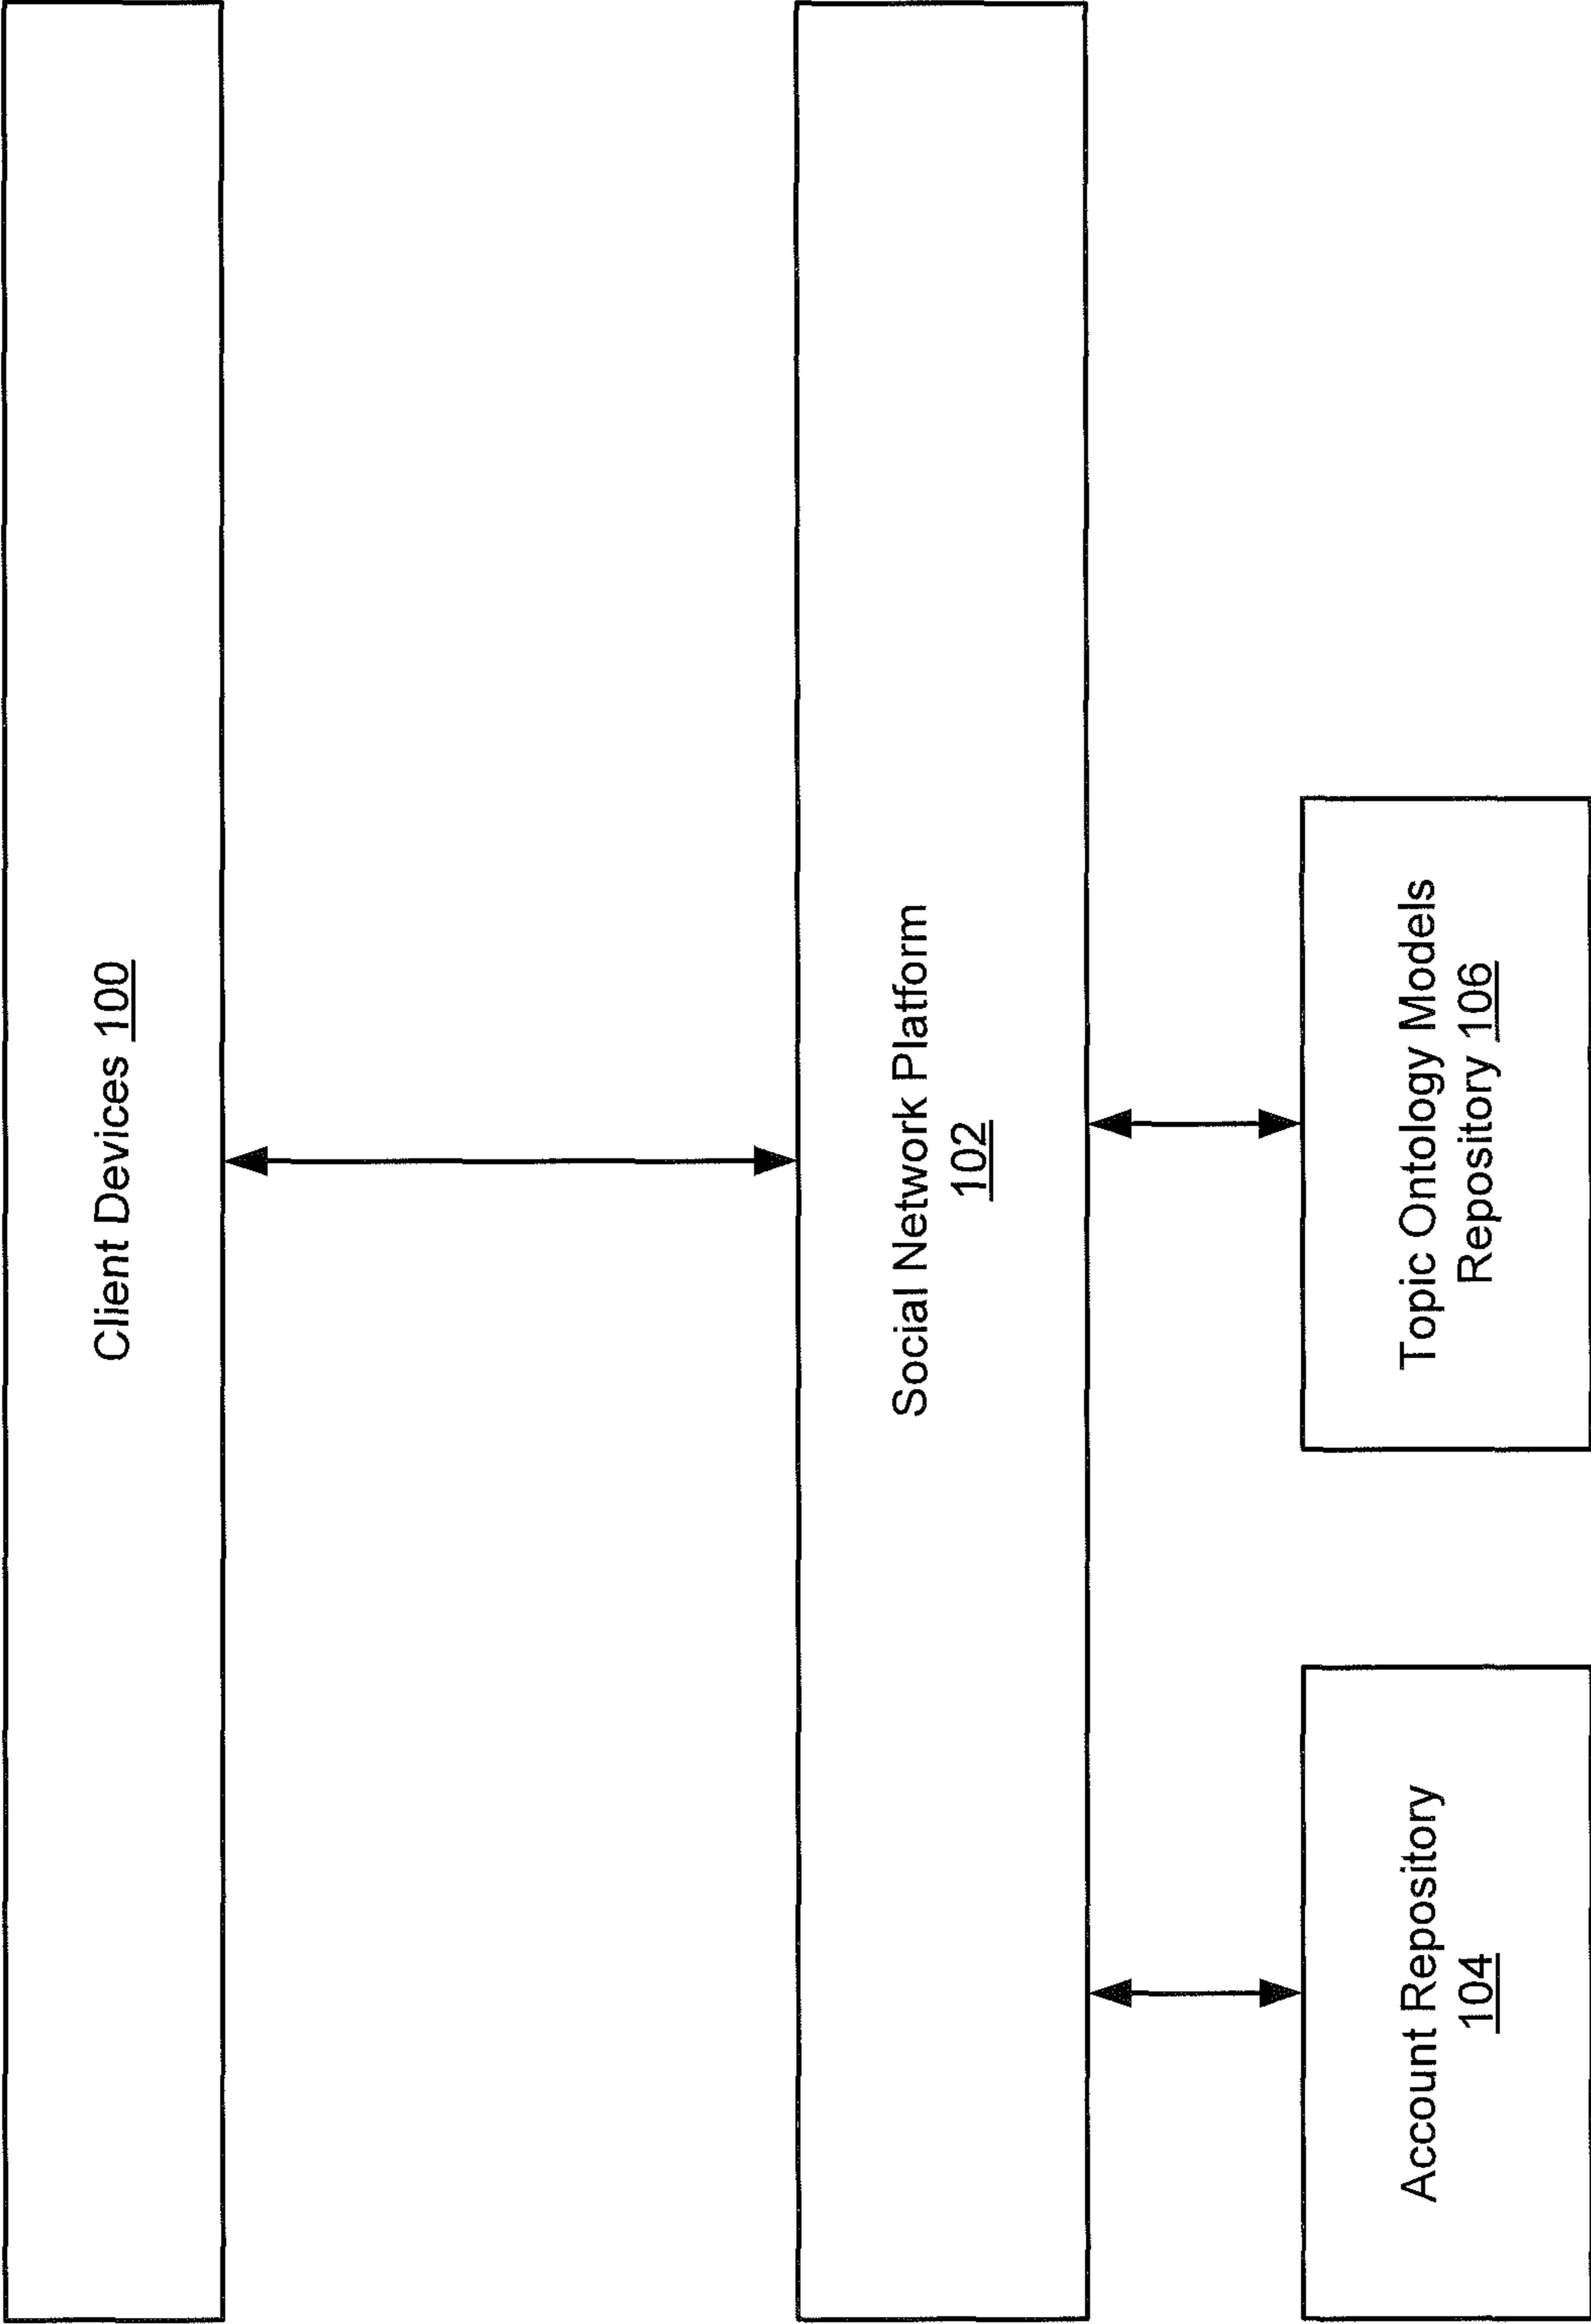 Client Devices 100
Social Network Platform
102
Account Repository
104
Topic Ontology Models
Repository 106